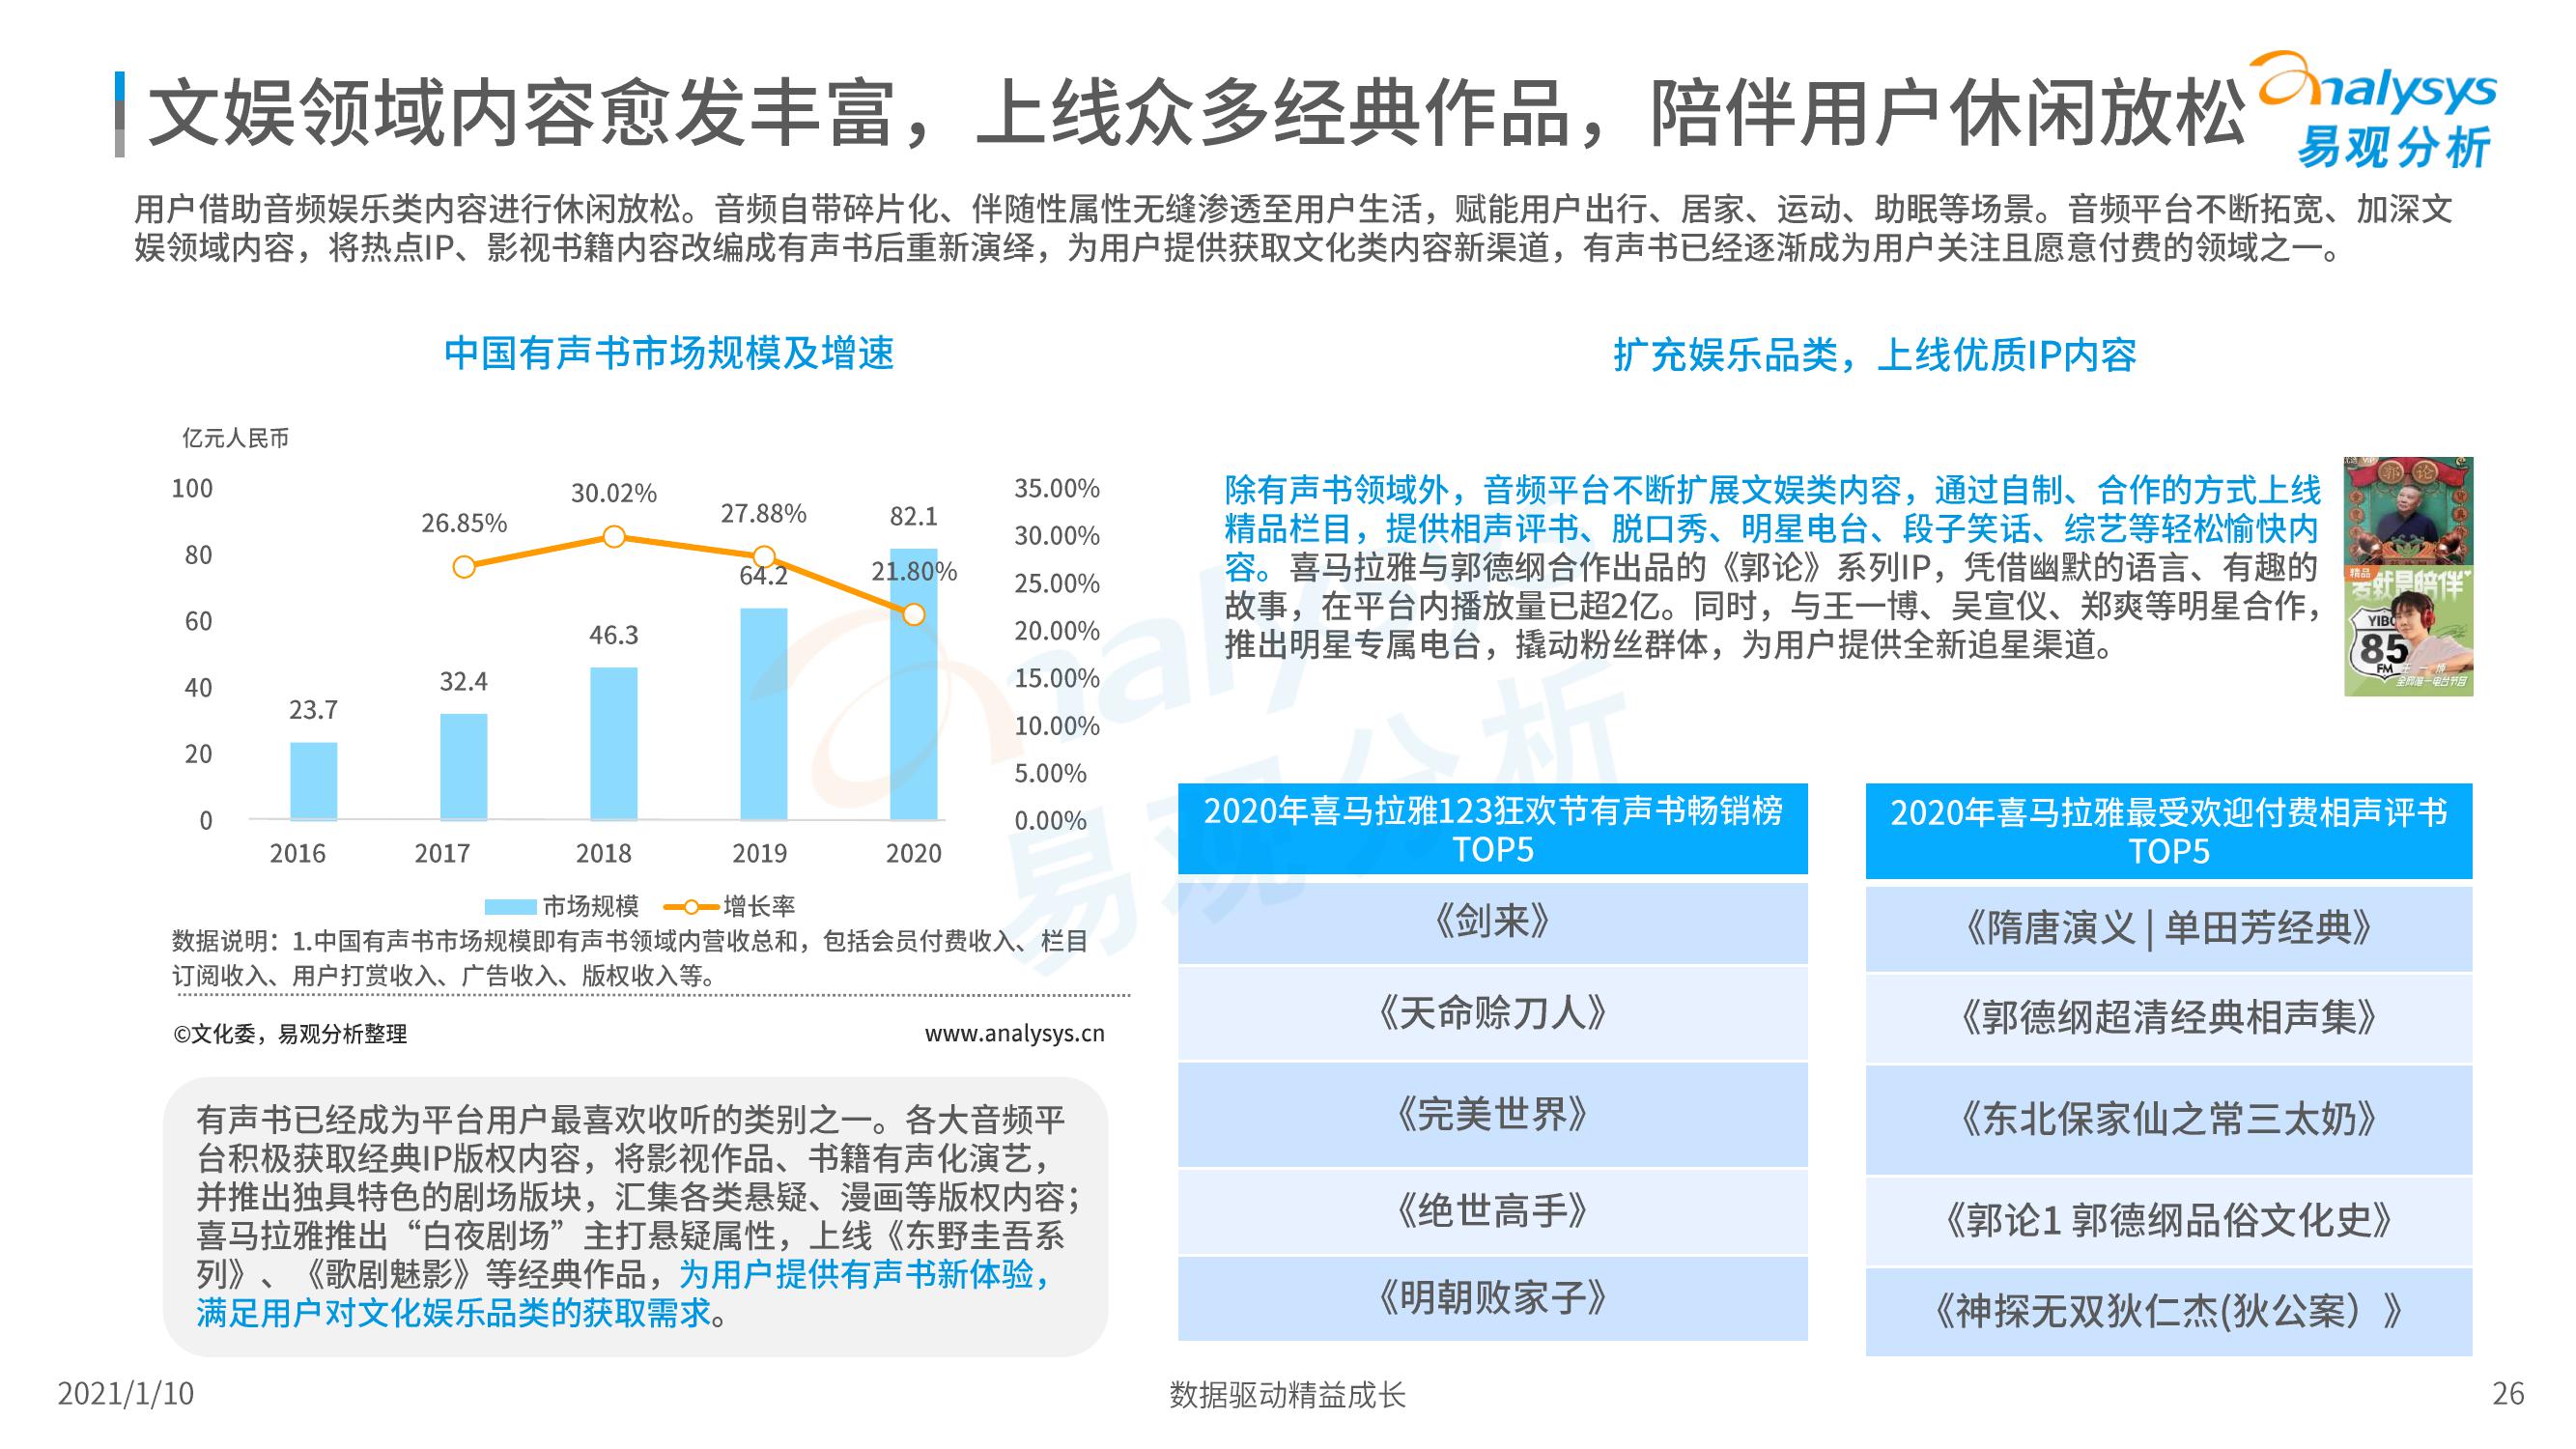 文娱领域内容愈发丰富，上线众多经典作品，陪伴用户休闲放松
analysys
易观分析
用户借助音频娱乐类内容进行休闲放松。音频自带碎片化、伴随性属性无缝渗透至用户生活，赋能用户出行、居家、运动、助眠等场景。音频平台不断拓宽、加深文
娱领域内容，将热点IP、影视书籍内容改编成有声书后重新演绎，为用户提供获取文化类内容新渠道，有声书已经逐渐成为用户关注且愿意付费的领域之一。
中国有声书市场规模及增速
亿元人民币
100
80
60
40
20
0
35.00%
30.00%
25.00%
20.00%
15.00%
10.00%
5.00%
0.00%
26.85%
30.02%
27.88%
21.80%
23.7
32.4
46.3
64.2
82.1
2016
2017
2018
2019
2020
市场规模
增长率
数据说明：1.中国有声书市场规模即有声书领域内营收总和，包括会员付费收入、栏目
订阅收入、用户打赏收入、广告收入、版权收入等。
©文化委，易观分析整理
www.analysys.cn
有声书已经成为平台用户最喜欢收听的类别之一。各大音频平
台积极获取经典IP版权内容，将影视作品、书籍有声化演艺，
并推出独具特色的剧场版块，汇集各类悬疑、漫画等版权内容；
喜马拉雅推出“白夜剧场”主打悬疑属性，上线《东野圭吾系
列》、《歌剧魅影》等经典作品，为用户提供有声书新体验，
满足用户对文化娱乐品类的获取需求。
扩充娱乐品类，上线优质IP内容
除有声书领域外，音频平台不断扩展文娱类内容，通过自制、合作的方式上线
精品栏目，提供相声评书、脱口秀、明星电台、段子笑话、综艺等轻松愉快内
容。喜马拉雅与郭德纲合作出品的《郭论》系列IP，凭借幽默的语言、有趣的
故事，在平台内播放量已超2亿。同时，与王一博、吴宣仪、郑爽等明星合作，
推出明星专属电台，撬动粉丝群体，为用户提供全新追星渠道。
郭论
精品
就是陪伴
YIBO
85
FM
王一博
全网唯一电台节目
2020年喜马拉雅123狂欢节有声书畅销榜
TOP5
《剑来》
《天命赊刀人》
《完美世界》
《绝世高手》
《明朝败家子》
2020年喜马拉雅最受欢迎付费相声评书
TOP5
《隋唐演义 | 单田芳经典》
《郭德纲超清经典相声集》
《东北保家仙之常三太奶》
《郭论1 郭德纲品俗文化史》
《神探无双狄仁杰(狄公案）》
2021/1/10
数据驱动精益成长
26